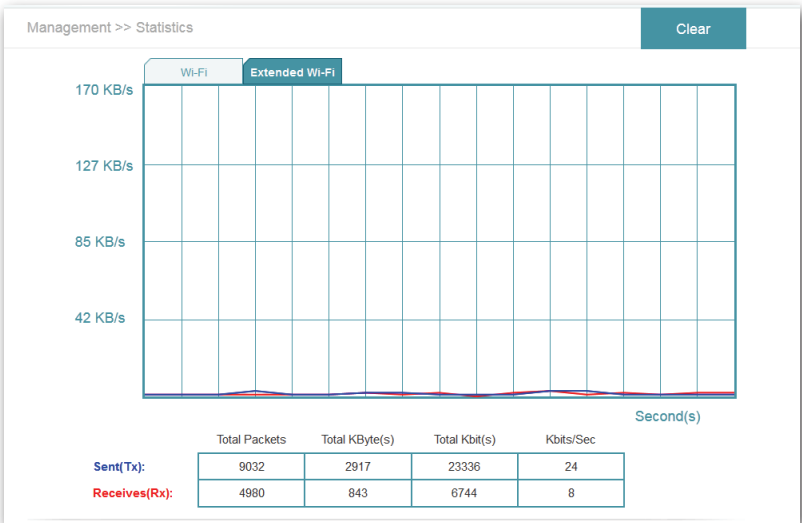 Management >> Statistics
Clear
Wi-Fi Extended Wi-Fi
170 KB/s
127 KB/s
85 KB/s
42 KB/s
Second(s)
Total Packets Total KByte(s) Total Kbit(s) Kbits/Sec
Sent(Tx): 9032 2917 23336 24
Receives(Rx): 4980 843 6744 8